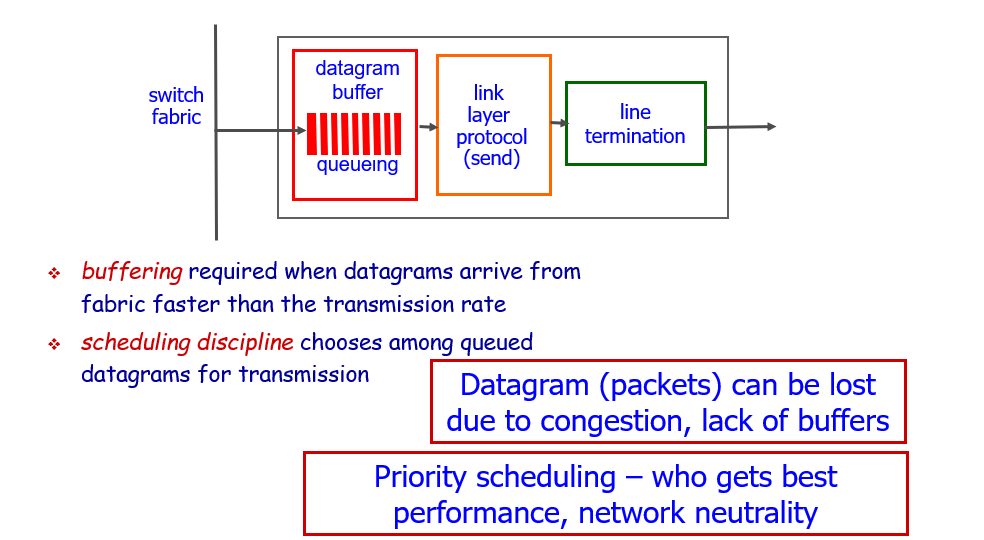 switch
fabric
datagram
buffer
queueing
link
layer
protocol
(send)
line
termination
buffering required when datagrams arrive from
fabric faster than the transmission rate
scheduling discipline chooses among queued
datagrams for transmission
Datagram (packets) can be lost
due to congestion, lack of buffers
Priority scheduling – who gets best
performance, network neutrality